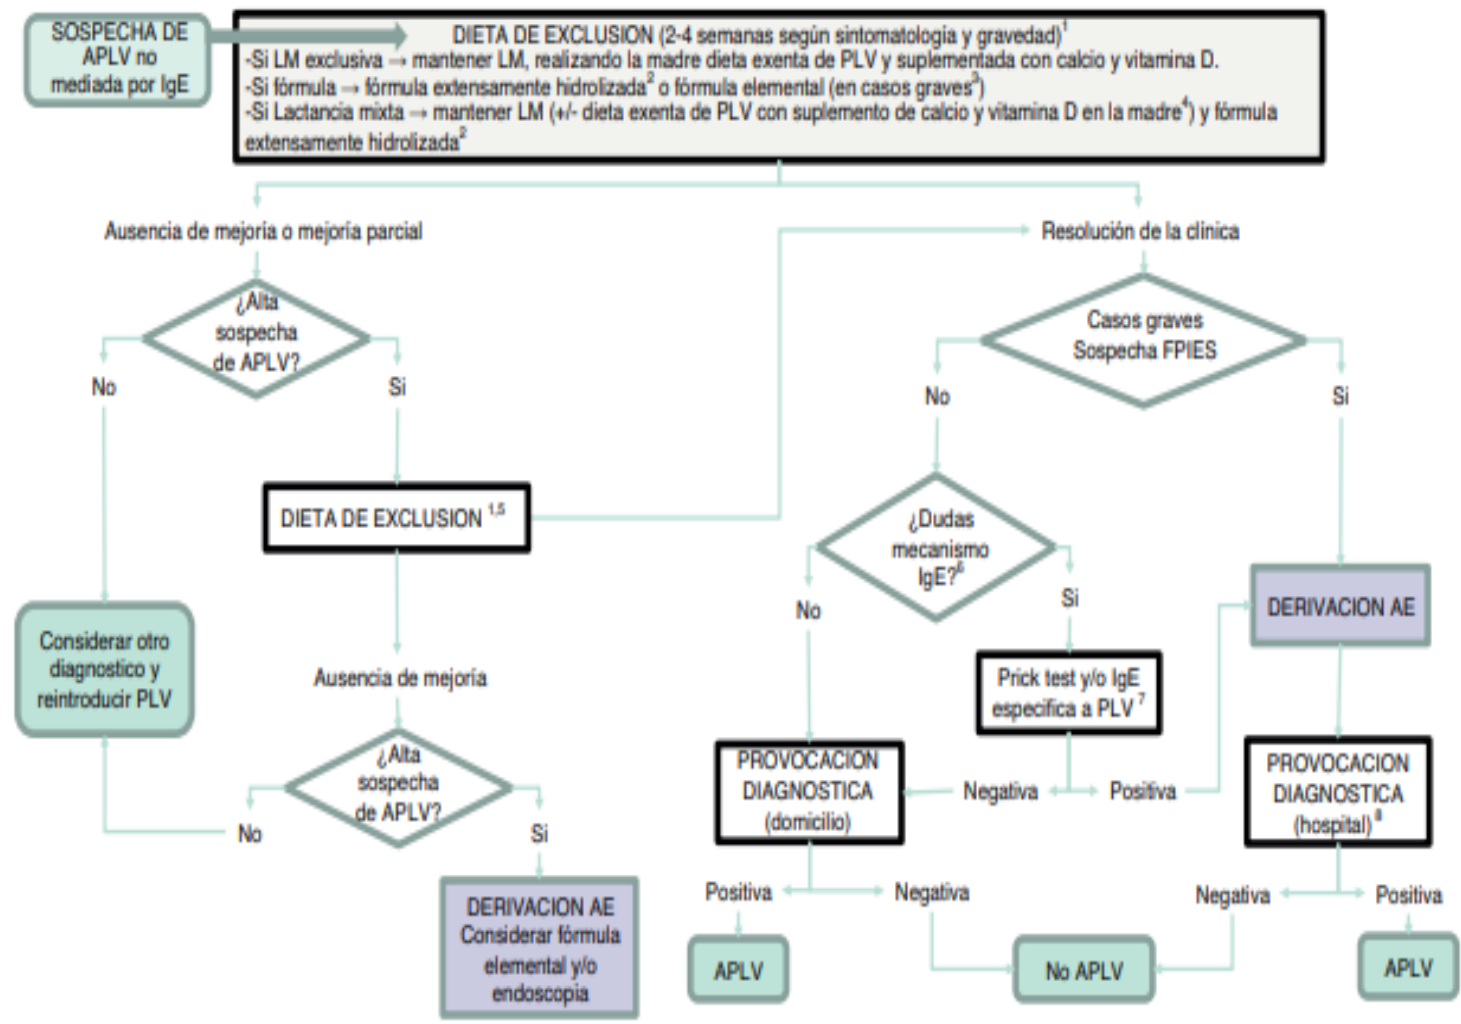 SOSPECHA DE
APLV no
mediada por IgE
DIETA DE EXCLUSION (2-4 semanas según sintomatología y gravedad)1
-Si LM exclusiva → mantener LM, realizando la madre dieta exenta de PLV y suplementada con calcio y vitamina D.
-Si fórmula → fórmula extensamente hidrolizada2 o fórmula elemental (en casos graves3)
-Si Lactancia mixta → mantener LM (+/- dieta exenta de PLV con suplemento de calcio y vitamina D en la madre4) y fórmula
extensamente hidrolizada2
Ausencia de mejoría o mejoría parcial
Resolución de la clínica
¿Alta
sospecha
de APLV?
No
Si
Casos graves
Sospecha FPIES
No
Si
DIETA DE EXCLUSION 1,5
¿Dudas
mecanismo
IgE?6
No
Si
DERIVACION AE
Considerar otro
diagnostico y
reintroducir PLV
Ausencia de mejoría
Prick test y/o IgE
especifica a PLV 7
¿Alta
sospecha
de APLV?
No
Si
PROVOCACION
DIAGNOSTICA
(domicilio)
Negativa
Positiva
PROVOCACION
DIAGNOSTICA
(hospital) 8
DERIVACION AE
Considerar fórmula
elemental y/o
endoscopia
Positiva
Negativa
Negativa
Positiva
APLV
No APLV
APLV